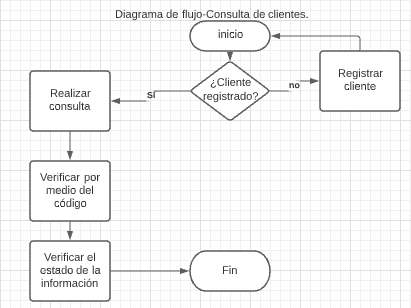 Diagrama de flujo-Consulta de clientes.
inicio
¿Cliente
registrado?
Sí
no
Registrar
cliente
Realizar
consulta
Verificar por
medio del
código
Verificar el
estado de la
información
Fin